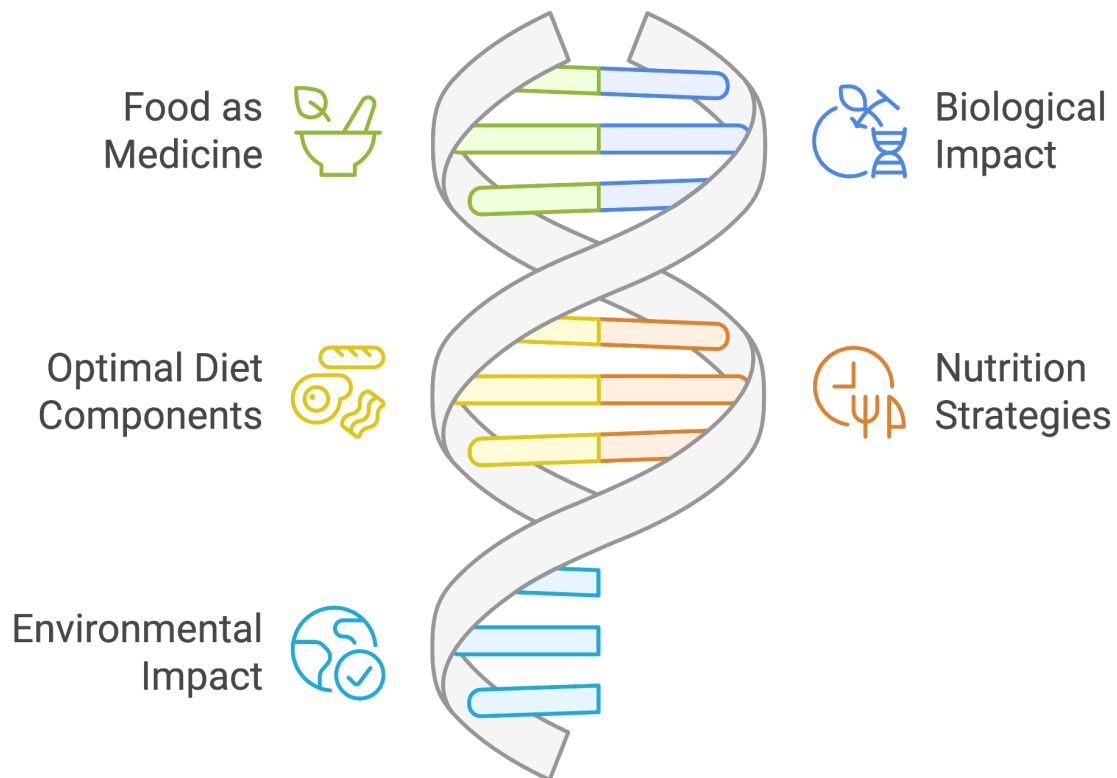 Food as
Medicine
Biological
Impact
Optimal Diet
Components
Nutrition
Strategies
Environmental
Impact